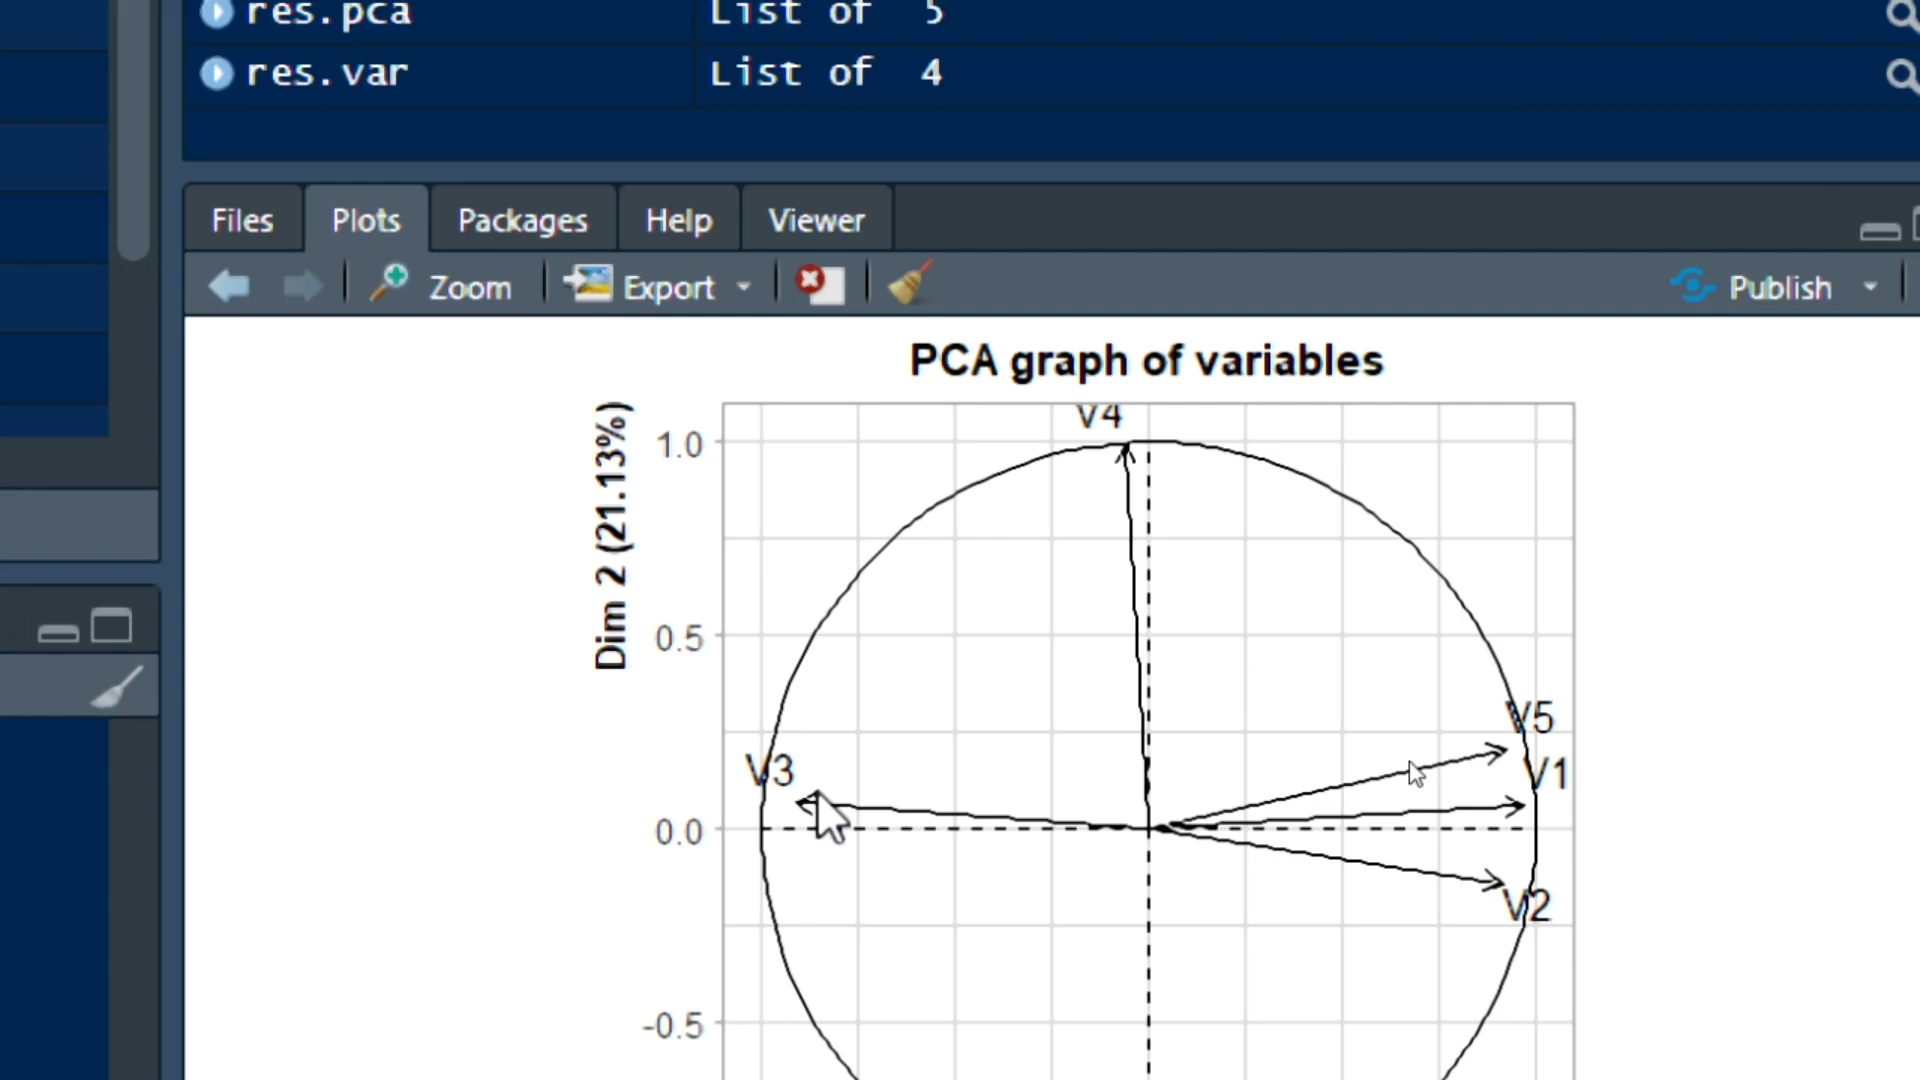 res.pca List of 5
res.var List of 4
Files Plots Packages Help Viewer
Zoom Export Publish
PCA graph of variables
Dim 2 (21.13%)
V4
1.0
0.5
V5
V3
V1
0.0
V2
-0.5